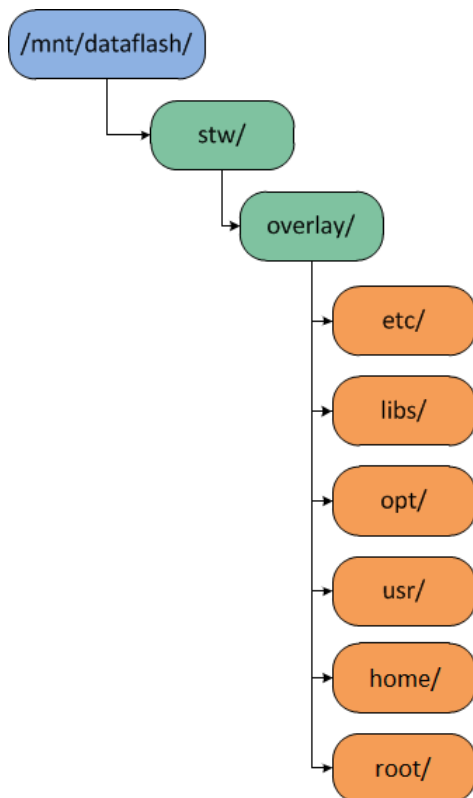 /mnt/dataflash/
stw/
overlay/
etc/
libs/
opt/
usr/
home/
root/